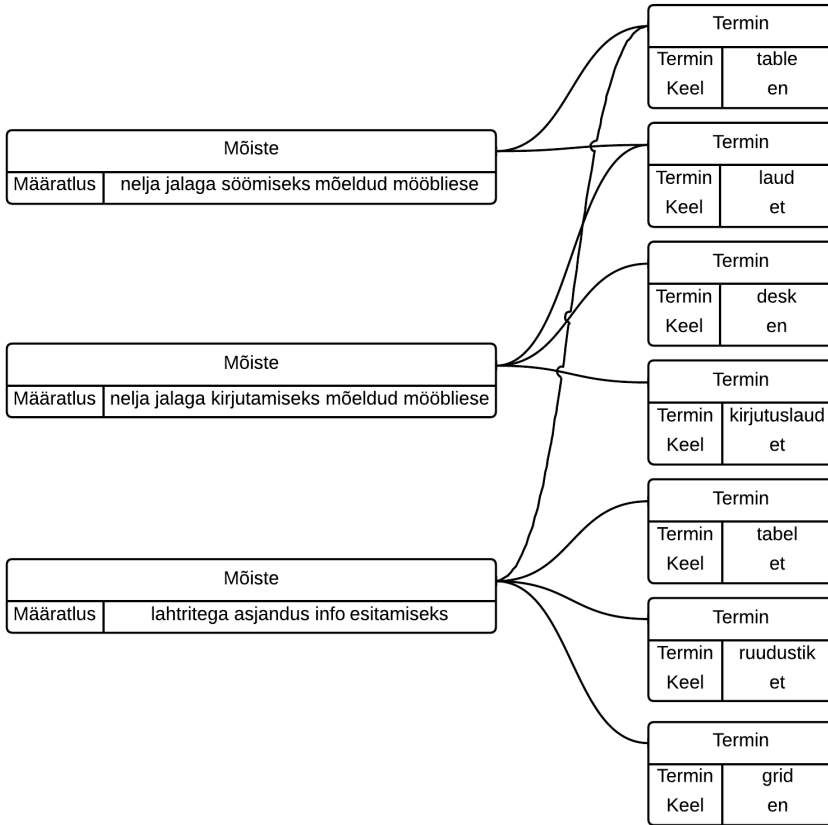 Mõiste
Määratlus nelja jalaga söömiseks mõeldud mööbliese
Mõiste
Määratlus nelja jalaga kirjutamiseks mõeldud mööbliese
Mõiste
Määratlus lahtritega asjandus info esitamiseks
Termin
Termin table
Keel en
Termin
Termin laud
Keel et
Termin
Termin desk
Keel en
Termin
Termin kirjutuslaud
Keel et
Termin
Termin tabel
Keel et
Termin
Termin ruudustik
Keel et
Termin
Termin grid
Keel en